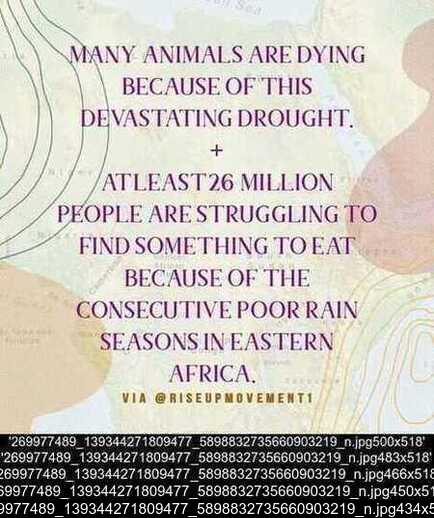 MANY ANIMALS ARE DYING
BECAUSE OF THIS
DEVASTATING DROUGHT.
+
ATLEAST 26 MILLION
PEOPLE ARE STRUGGLING TO
FIND SOMETHING TO EAT
BECAUSE OF THE
CONSECUTIVE POOR RAIN
SEASONS IN EASTERN
AFRICA.
VIA @RISEUPMOVEMENT1
'269977489_139344271809477_5898832735660903219_n.jpg500x518'
'269977489_139344271809477_5898832735660903219_n.jpg483x518'
269977489_139344271809477_5898832735660903219_n.jpg466x518
69977489_139344271809477_5898832735660903219_n.jpg450x51
9977489_139344271809477_5898832735660903219_n.jpg434x5